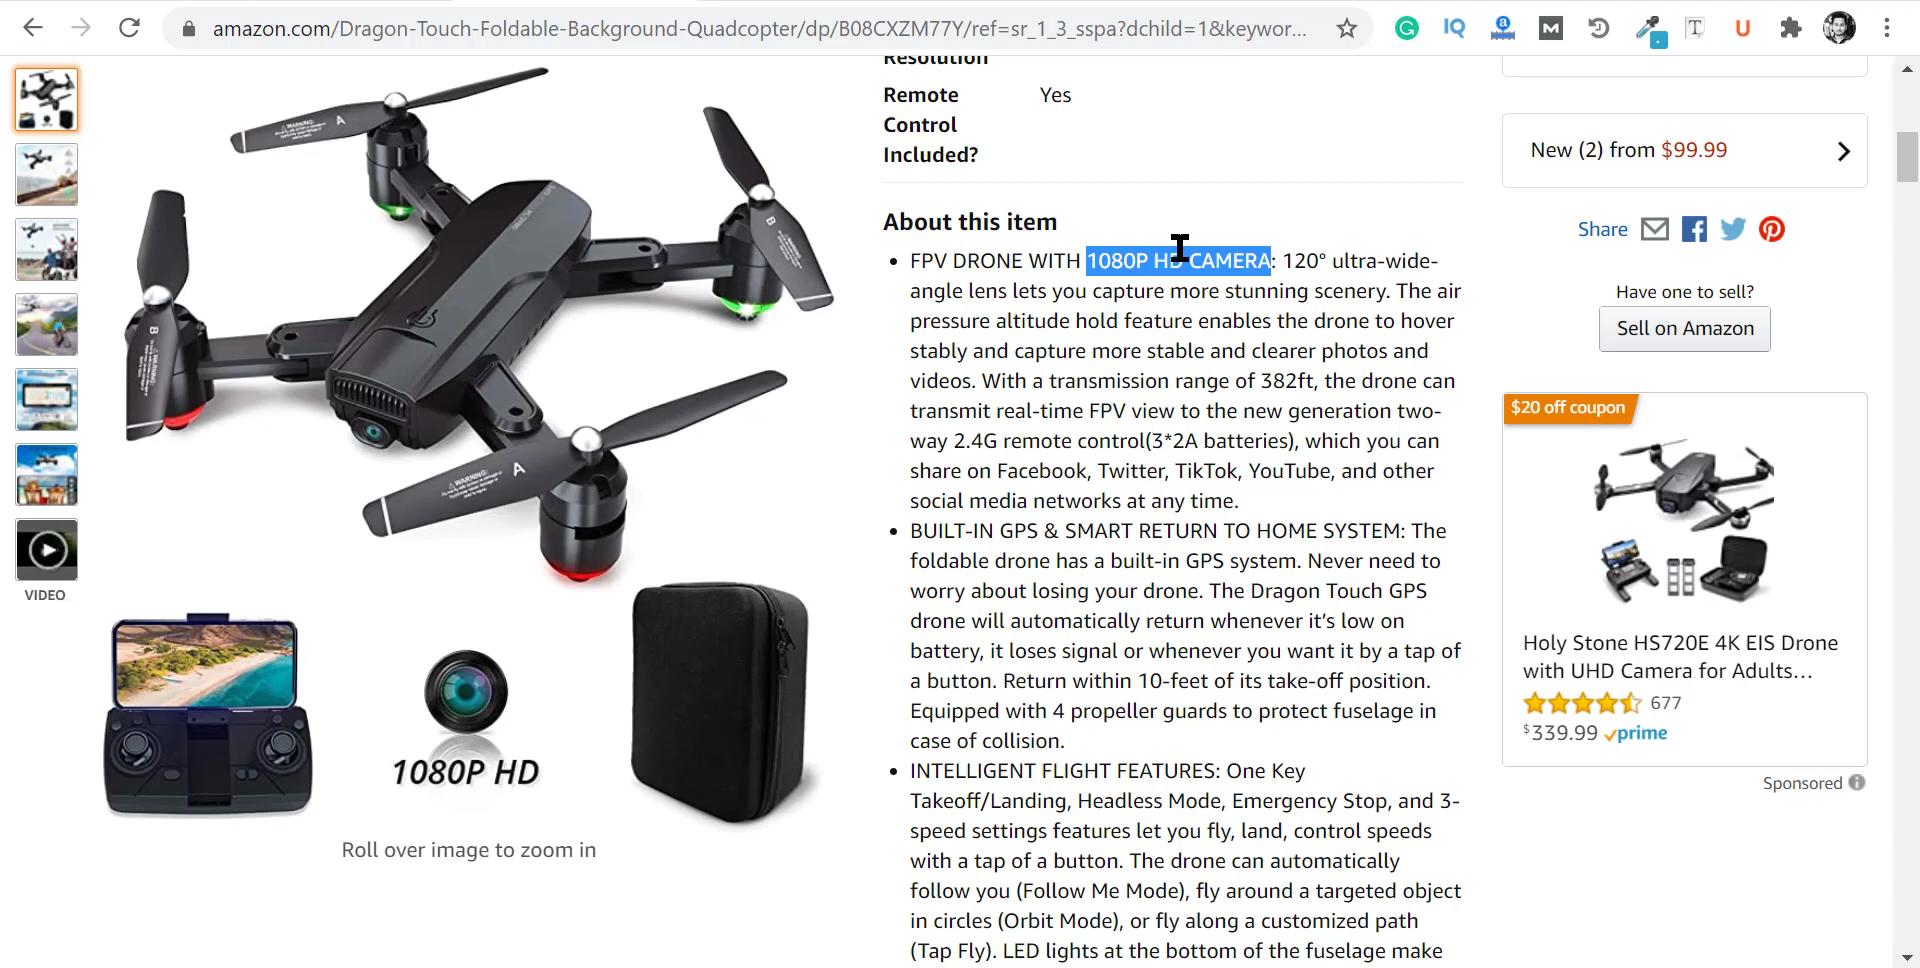 amazon.com/Dragon-Touch-Foldable-Background-Quadcopter/dp/B08CXZM77Y/ref=sr_1_3_sspa?dchild=1&keywor...
Resolution
Remote Control Included? Yes
About this item
FPV DRONE WITH 1080P HD CAMERA: 120° ultra-wide-
angle lens lets you capture more stunning scenery. The air
pressure altitude hold feature enables the drone to hover
stably and capture more stable and clearer photos and
videos. With a transmission range of 382ft, the drone can
transmit real-time FPV view to the new generation two-
way 2.4G remote control(3*2A batteries), which you can
share on Facebook, Twitter, TikTok, YouTube, and other
social media networks at any time.
BUILT-IN GPS & SMART RETURN TO HOME SYSTEM: The
foldable drone has a built-in GPS system. Never need to
worry about losing your drone. The Dragon Touch GPS
drone will automatically return whenever it’s low on
battery, it loses signal or whenever you want it by a tap of
a button. Return within 10-feet of its take-off position.
Equipped with 4 propeller guards to protect fuselage in
case of collision.
INTELLIGENT FLIGHT FEATURES: One Key
Takeoff/Landing, Headless Mode, Emergency Stop, and 3-
speed settings features let you fly, land, control speeds
with a tap of a button. The drone can automatically
follow you (Follow Me Mode), fly around a targeted object
in circles (Orbit Mode), or fly along a customized path
(Tap Fly). LED lights at the bottom of the fuselage make
WARNING:
A
B
B
WARNING:
A
1080P HD
VIDEO
Roll over image to zoom in
New (2) from $99.99
Share
Have one to sell?
Sell on Amazon
$20 off coupon
Holy Stone HS720E 4K EIS Drone
with UHD Camera for Adults...
677
$339.99 prime
Sponsored